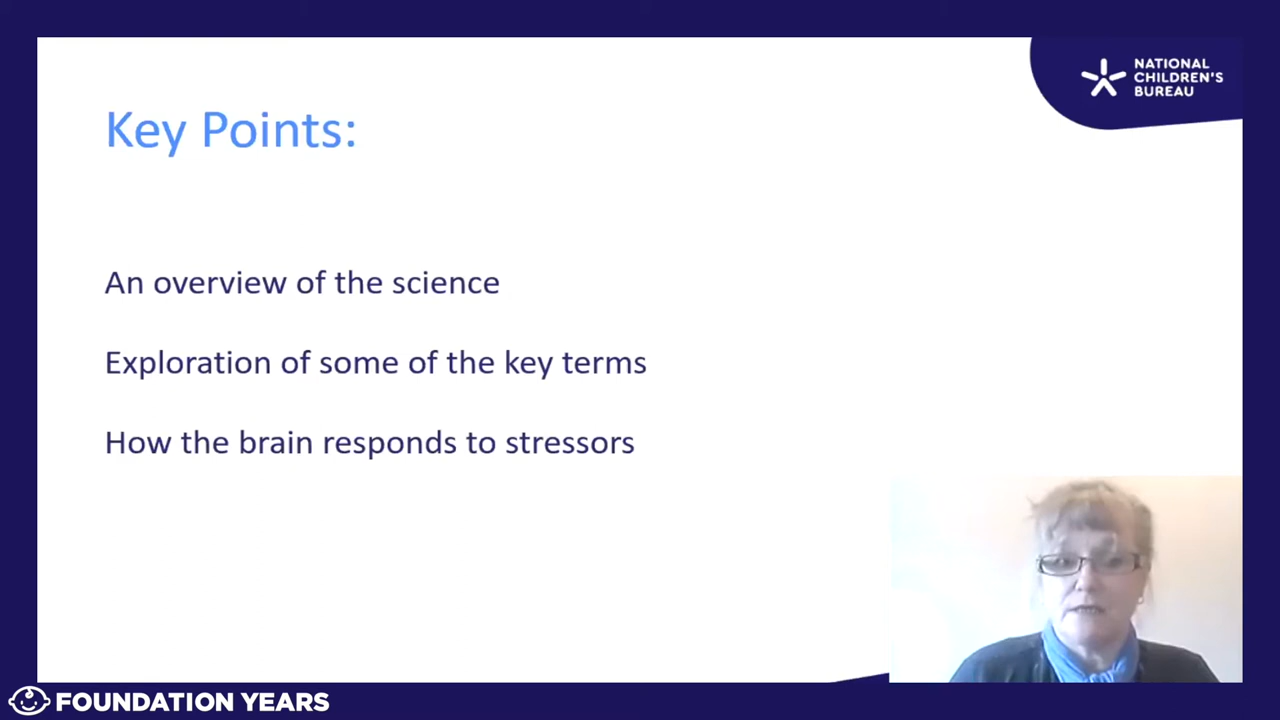 NATIONAL
CHILDREN'S
BUREAU
Key Points:
An overview of the science
Exploration of some of the key terms
How the brain responds to stressors
FOUNDATION YEARS